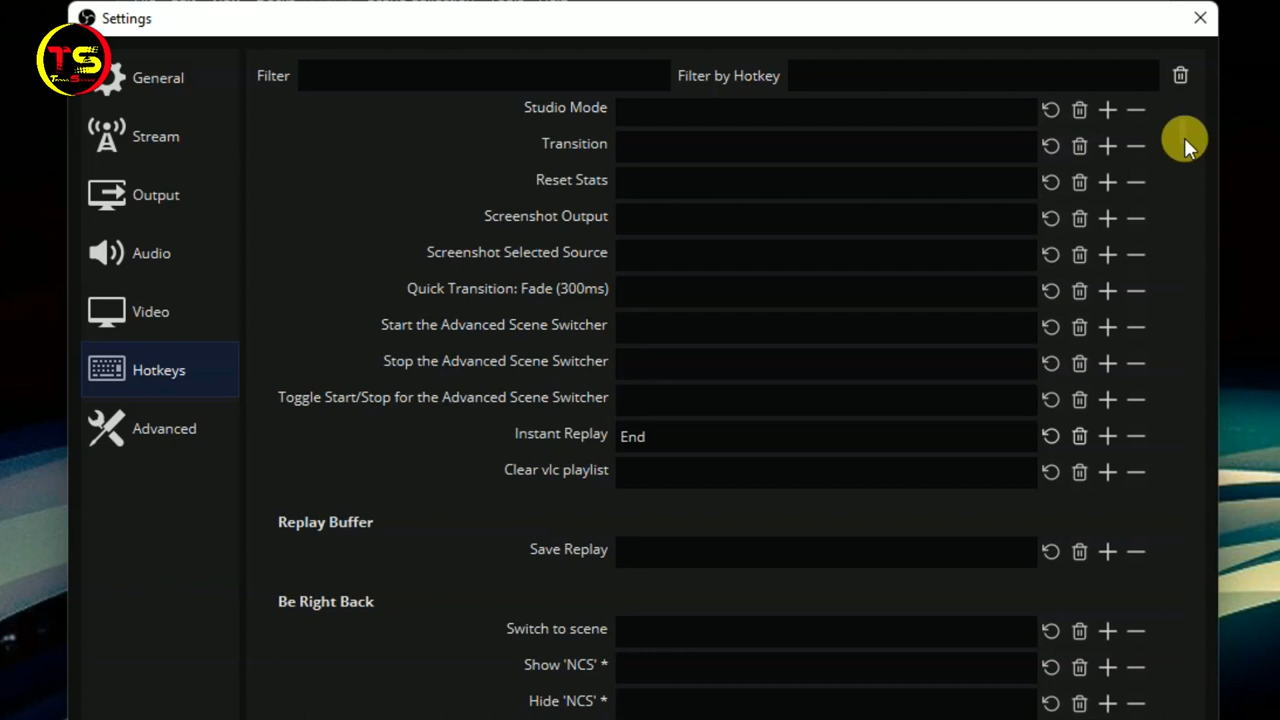 Settings
TS
General
Stream
Output
Audio
Video
Hotkeys
Advanced
Filter
Filter by Hotkey
Studio Mode
Transition
Reset Stats
Screenshot Output
Screenshot Selected Source
Quick Transition: Fade (300ms)
Start the Advanced Scene Switcher
Stop the Advanced Scene Switcher
Toggle Start/Stop for the Advanced Scene Switcher
Instant Replay End
Clear vlc playlist
Replay Buffer
Save Replay
Be Right Back
Switch to scene
Show 'NCS' *
Hide 'NCS' *